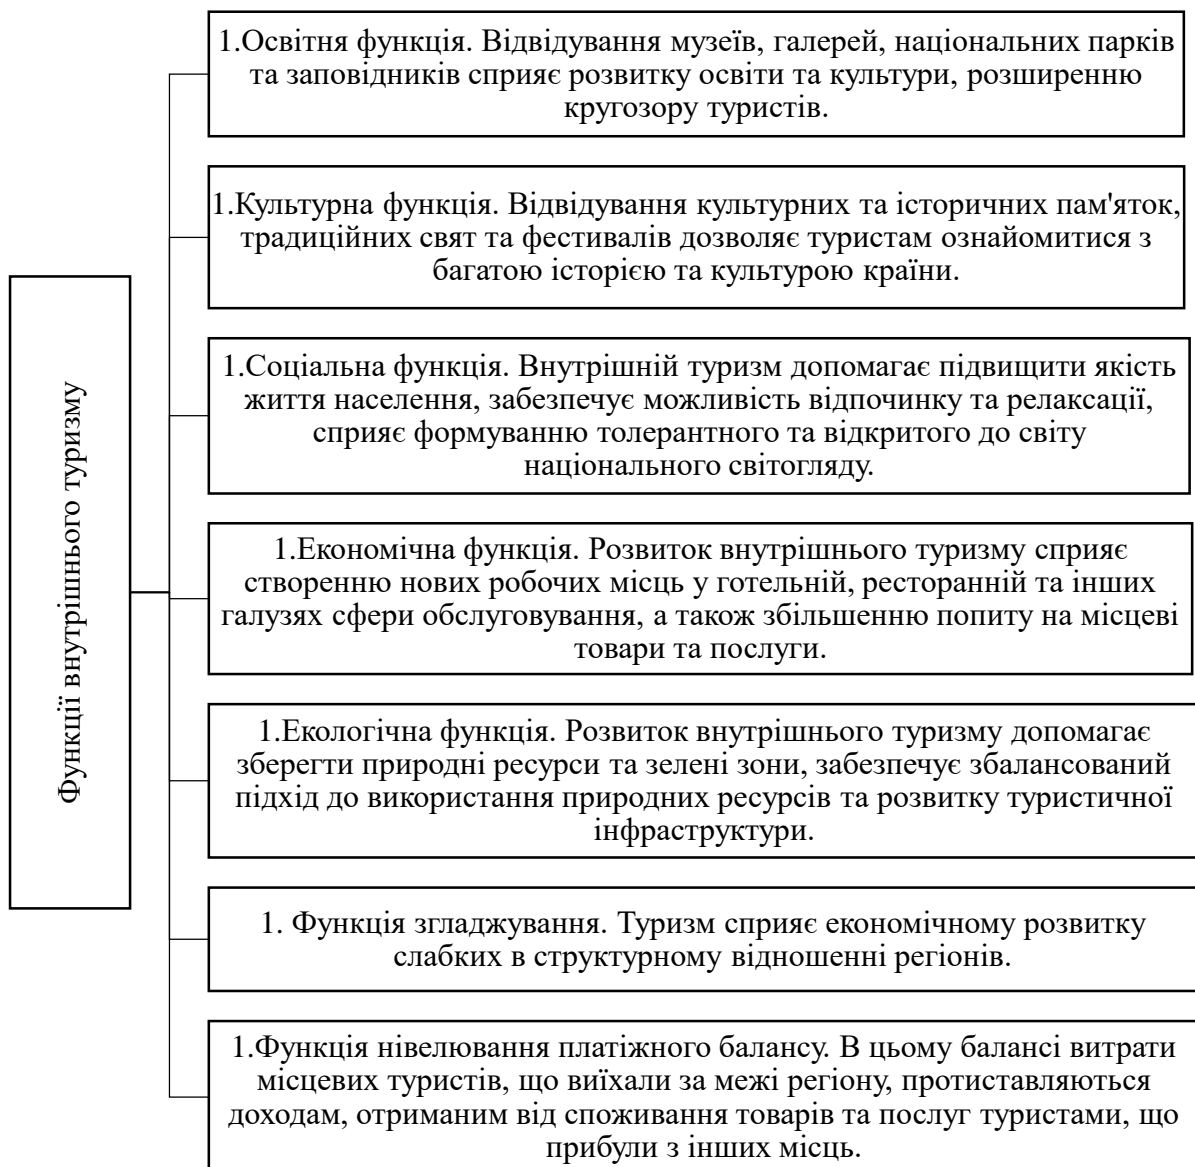 Функції внутрішнього туризму
1.Освітня функція. Відвідування музеїв, галерей, національних парків
та заповідників сприяє розвитку освіти та культури, розширенню
кругозору туристів.
1.Культурна функція. Відвідування культурних та історичних пам'яток,
традиційних свят та фестивалів дозволяє туристам ознайомитися з
багатою історією та культурою країни.
1.Соціальна функція. Внутрішній туризм допомагає підвищити якість
життя населення, забезпечує можливість відпочинку та релаксації,
сприяє формуванню толерантного та відкритого до світу
національного світогляду.
1.Економічна функція. Розвиток внутрішнього туризму сприяє
створенню нових робочих місць у готельній, ресторанній та інших
галузях сфери обслуговування, а також збільшенню попиту на місцеві
товари та послуги.
1.Екологічна функція. Розвиток внутрішнього туризму допомагає
зберегти природні ресурси та зелені зони, забезпечує збалансований
підхід до використання природних ресурсів та розвитку туристичної
інфраструктури.
1. Функція згладжування. Туризм сприяє економічному розвитку
слабких в структурному відношенні регіонів.
1.Функція нівелювання платіжного балансу. В цьому балансі витрати
місцевих туристів, що виїхали за межі регіону, протиставляються
доходам, отриманим від споживання товарів та послуг туристами, що
прибули з інших місць.